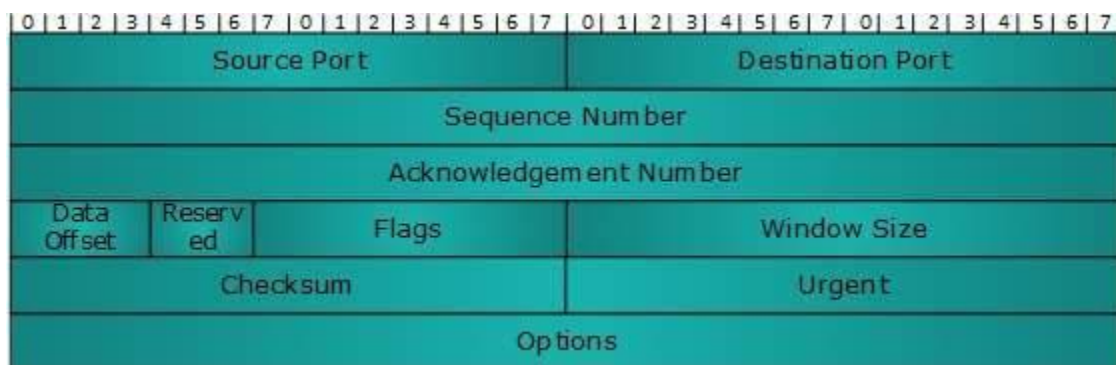 0 1 2 3 4 5 6 7 0 1 2 3 4 5 6 7 0 1 2 3 4 5 6 7 0 1 2 3 4 5 6 7
Source Port Destination Port
Sequence Number
Acknowledgement Number
Data Reserv
Offset ed Flags Window Size
Checksum Urgent
Options